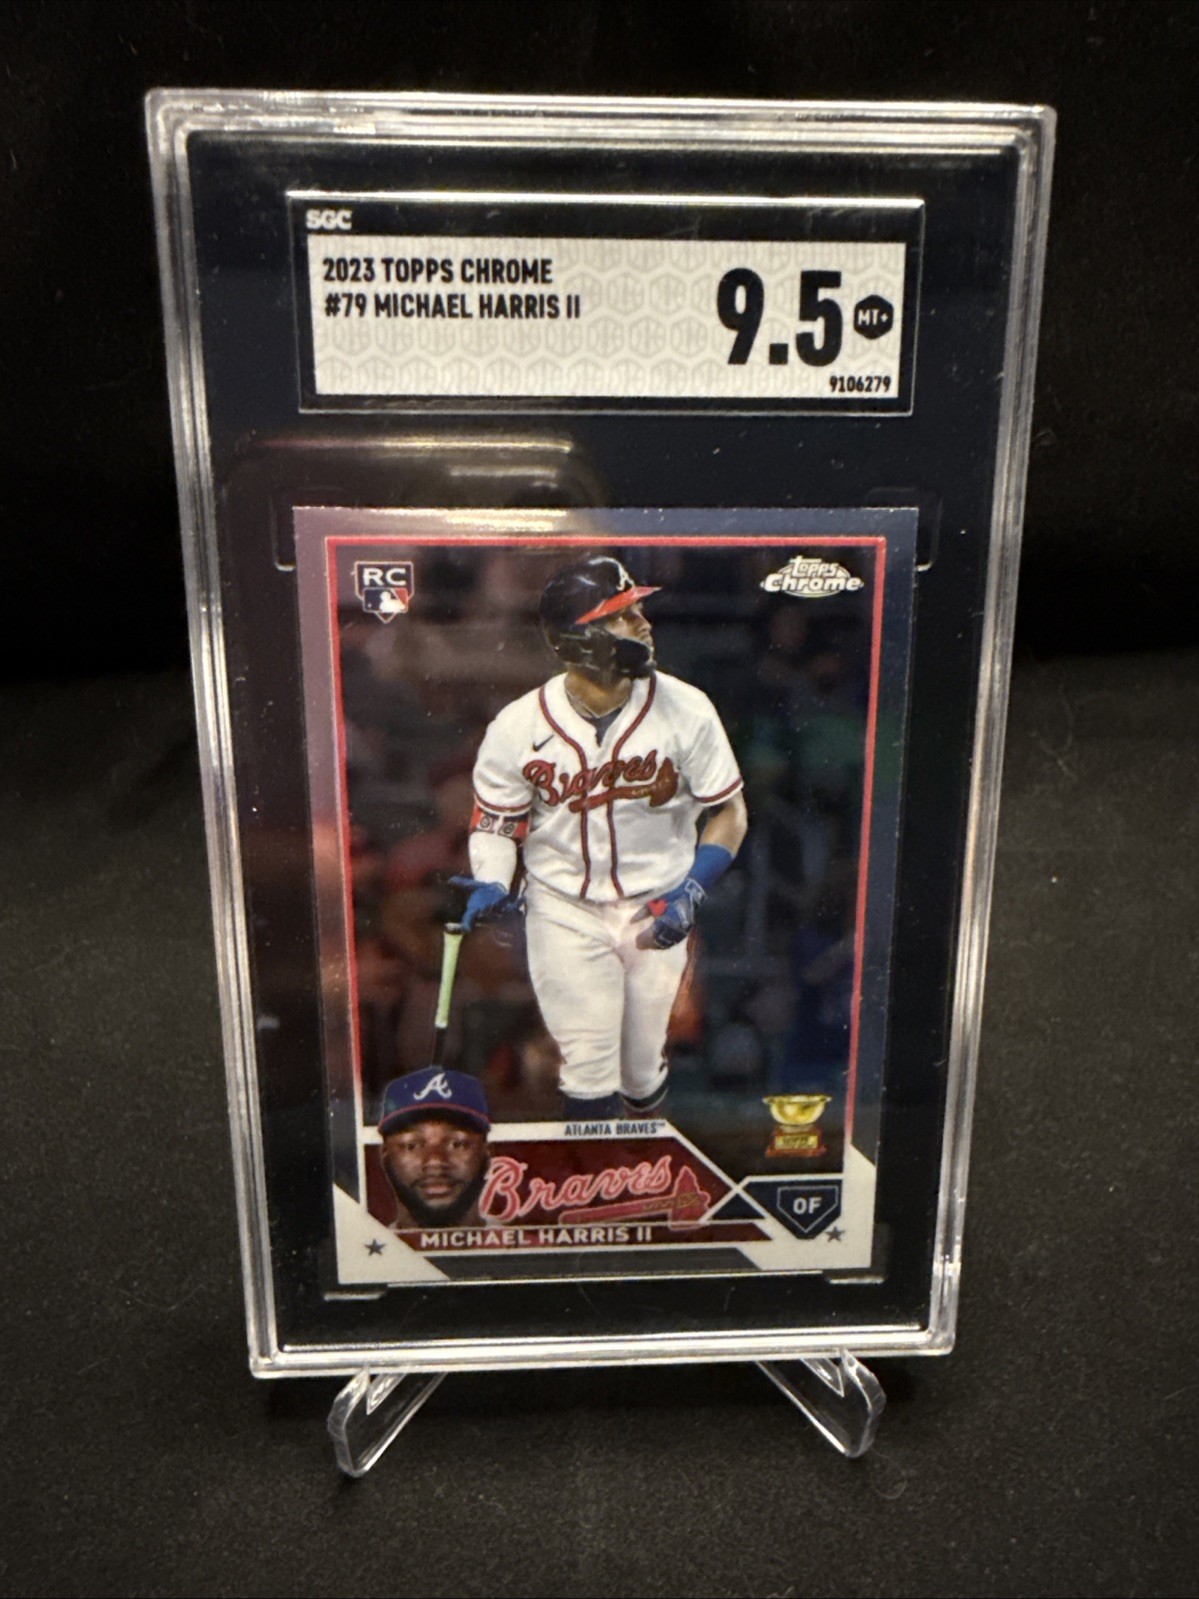 SGC
2023 TOPPS CHROME
#79 MICHAEL HARRIS II
9.5
MT+
9106279
RC
Topps
Chrome
A
Braves
A
ATLANTA BRAVES™
Braves
OF
MICHAEL HARRIS II